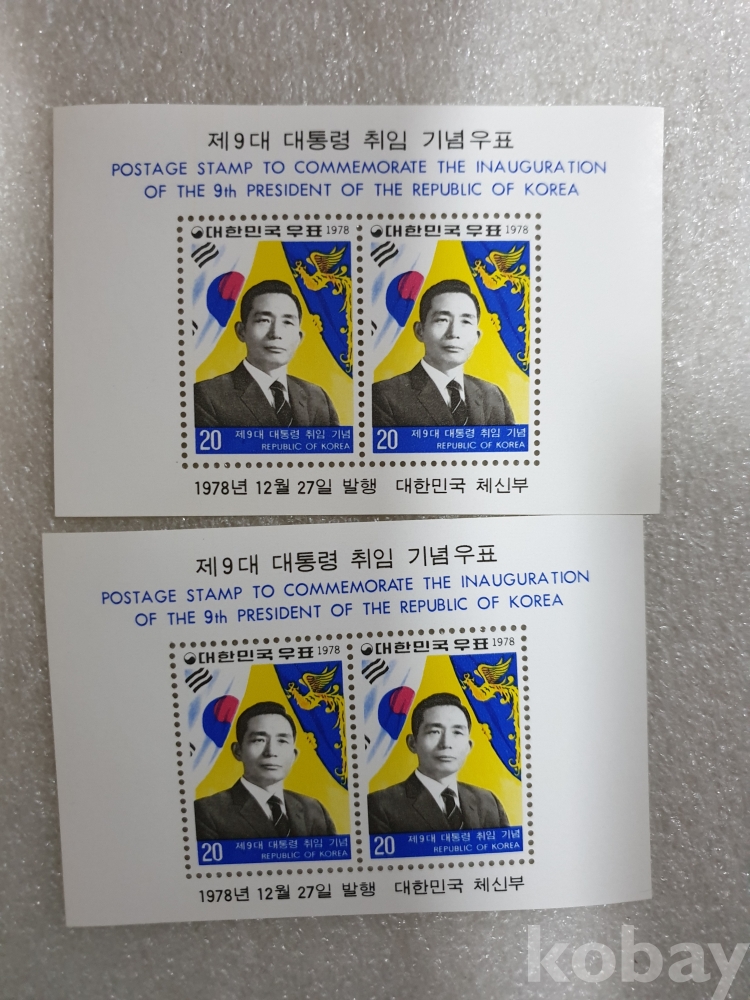 제9대 대통령 취임 기념우표
POSTAGE STAMP TO COMMEMORATE THE INAUGURATION
OF THE 9th PRESIDENT OF THE REPUBLIC OF KOREA
대한민국우표 1978
대한민국우표 1978
20 제9대 대통령 취임 기념
REPUBLIC OF KOREA
20 제9대 대통령 취임 기념
REPUBLIC OF KOREA
1978년 12월 27일 발행 대한민국 체신부
제9대 대통령 취임 기념우표
POSTAGE STAMP TO COMMEMORATE THE INAUGURATION
OF THE 9th PRESIDENT OF THE REPUBLIC OF KOREA
대한민국우표 1978
대한민국우표 1978
20 제9대 대통령 취임 기념
REPUBLIC OF KOREA
20 제9대 대통령 취임 기념
REPUBLIC OF KOREA
1978년 12월 27일 발행 대한민국 체신부
kobay